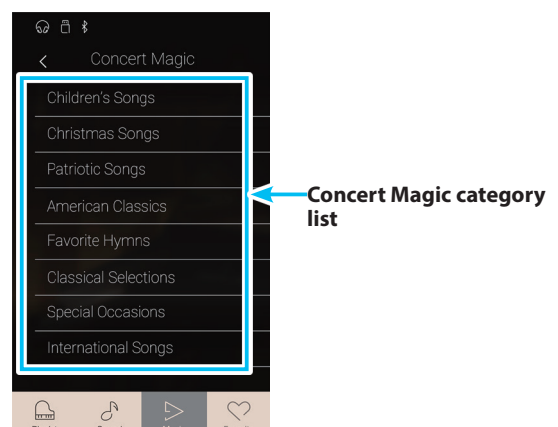 Concert Magic
Children's Songs
Christmas Songs
Patriotic Songs
American Classics
Concert Magic category
list
Favorite Hymns
Classical Selections
Special Occasions
International Songs